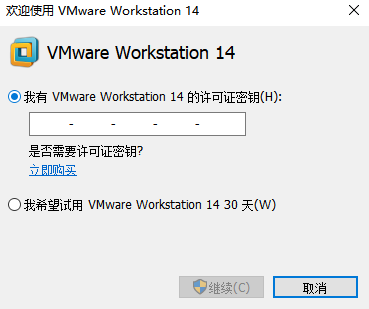 欢迎使用 VMware Workstation 14
VMware Workstation 14
我有 VMware Workstation 14 的许可证密钥(H):
- - - -
是否需要许可证密钥?
立即购买
我希望试用 VMware Workstation 14 30 天(W)
继续(C) 取消